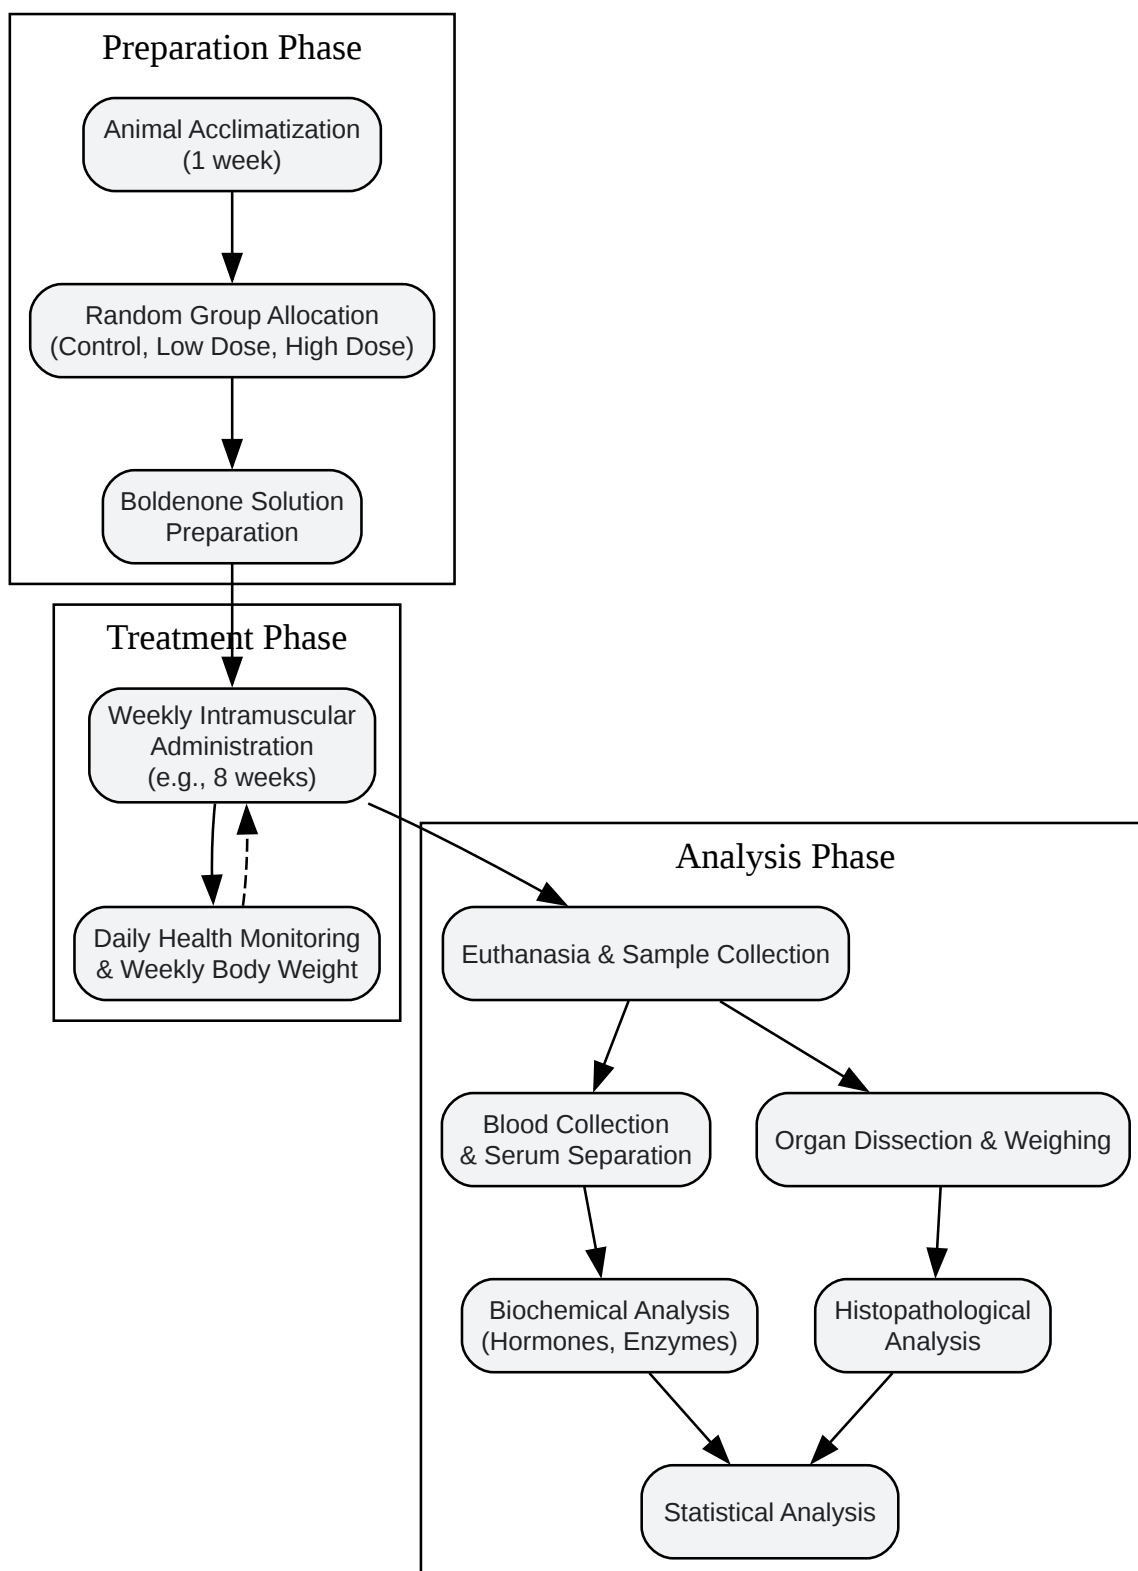 Preparation Phase
Animal Acclimatization
(1 week)
Random Group Allocation
(Control, Low Dose, High Dose)
Boldenone Solution
Preparation
Treatment Phase
Weekly Intramuscular
Administration
(e.g., 8 weeks)
Daily Health Monitoring
& Weekly Body Weight
Analysis Phase
Euthanasia & Sample Collection
Blood Collection
& Serum Separation
Organ Dissection & Weighing
Biochemical Analysis
(Hormones, Enzymes)
Histopathological
Analysis
Statistical Analysis